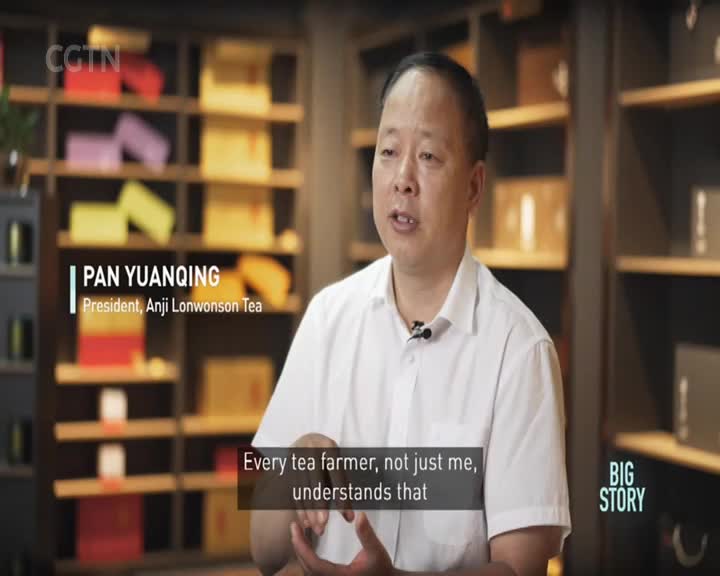 CGTN
PAN YUANQING
President, Anji Lonwonson Tea
Every tea farmer, not just me,
understands that
BIG
STORY